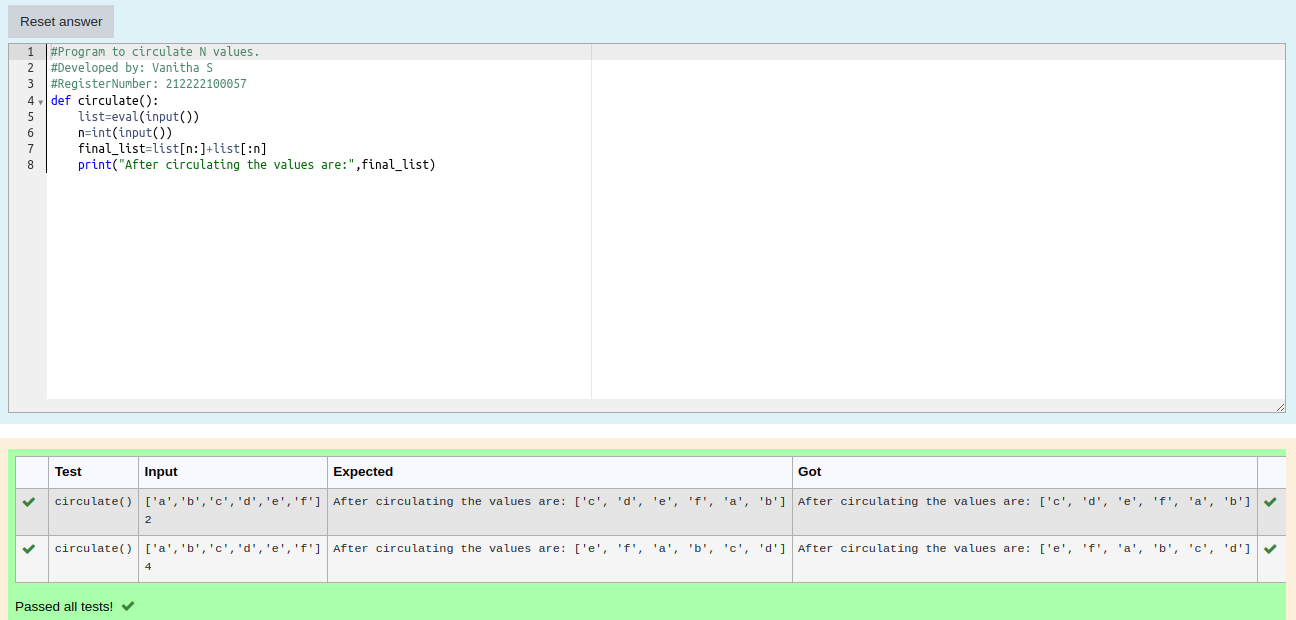 Reset answer
1 #Program to circulate N values.
2 #Developed by: Vanitha S
3 #RegisterNumber: 212222100057
4 def circulate():
5     list=eval(input())
6     n=int(input())
7     final_list=list[n:]+list[:n]
8     print("After circulating the values are:",final_list)
Test Input Expected Got
circulate() ['a','b','c','d','e','f'] After circulating the values are: ['c', 'd', 'e', 'f', 'a', 'b'] After circulating the values are: ['c', 'd', 'e', 'f', 'a', 'b']
2
circulate() ['a','b','c','d','e','f'] After circulating the values are: ['e', 'f', 'a', 'b', 'c', 'd'] After circulating the values are: ['e', 'f', 'a', 'b', 'c', 'd']
4
Passed all tests!